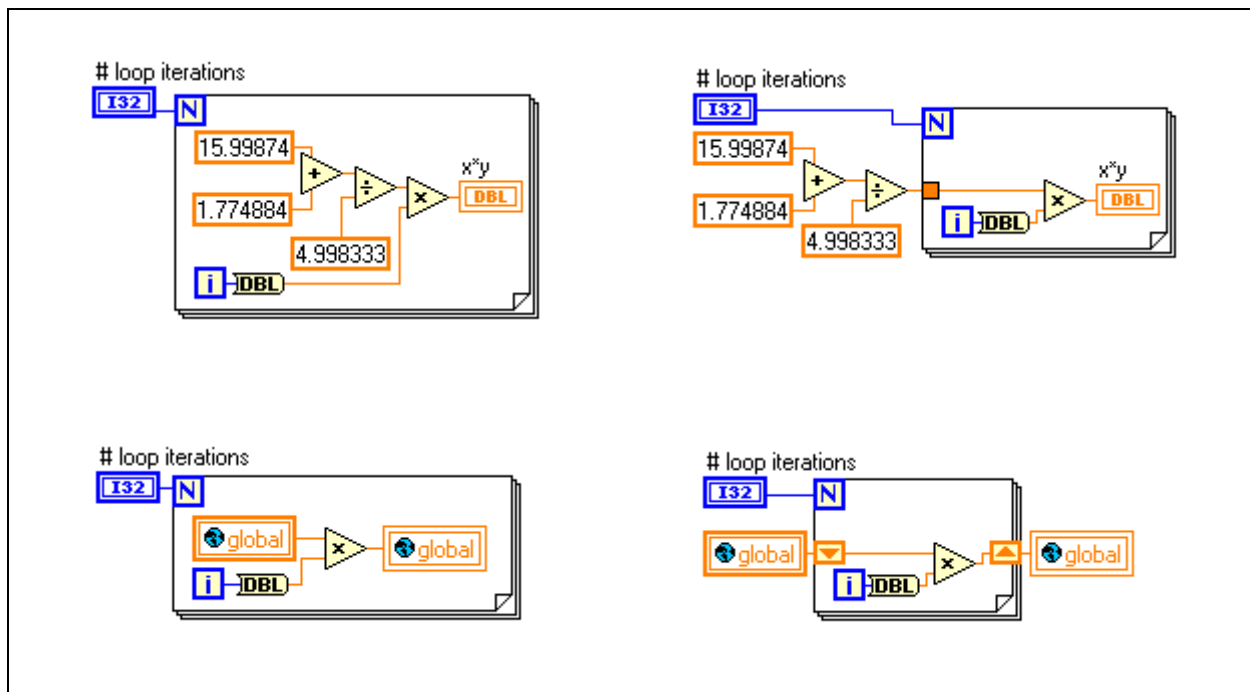 # loop iterations
I32
N
15.99874
+
÷
x
x*y
DBL
1.774884
4.998333
i
DBL
# loop iterations
I32
N
15.99874
+
÷
x*y
1.774884
x
DBL
i
DBL
4.998333
# loop iterations
I32
N
global
x
global
i
DBL
# loop iterations
I32
N
global
x
global
i
DBL